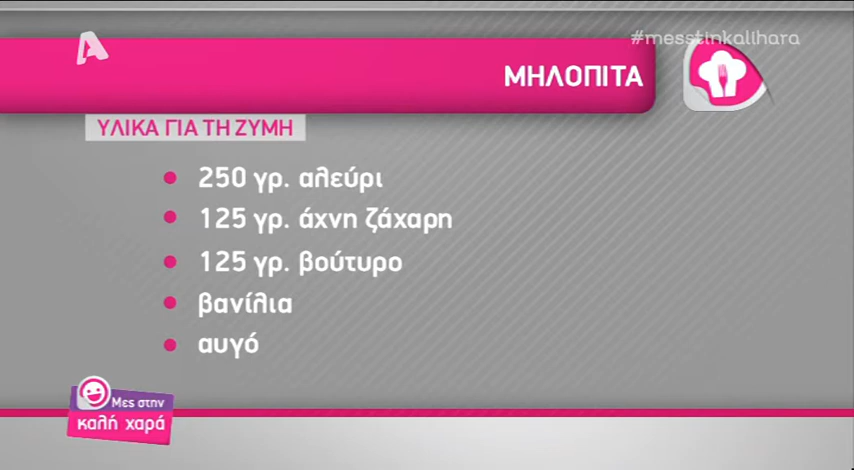 #messtinkalihara
ΜΗΛΟΠΙΤΑ
ΥΛΙΚΑ ΓΙΑ ΤΗ ΖΥΜΗ
250 γρ. αλεύρι
125 γρ. άχνη ζάχαρη
125 γρ. βούτυρο
βανίλια
αυγό
Μες στην
καλή χαρά